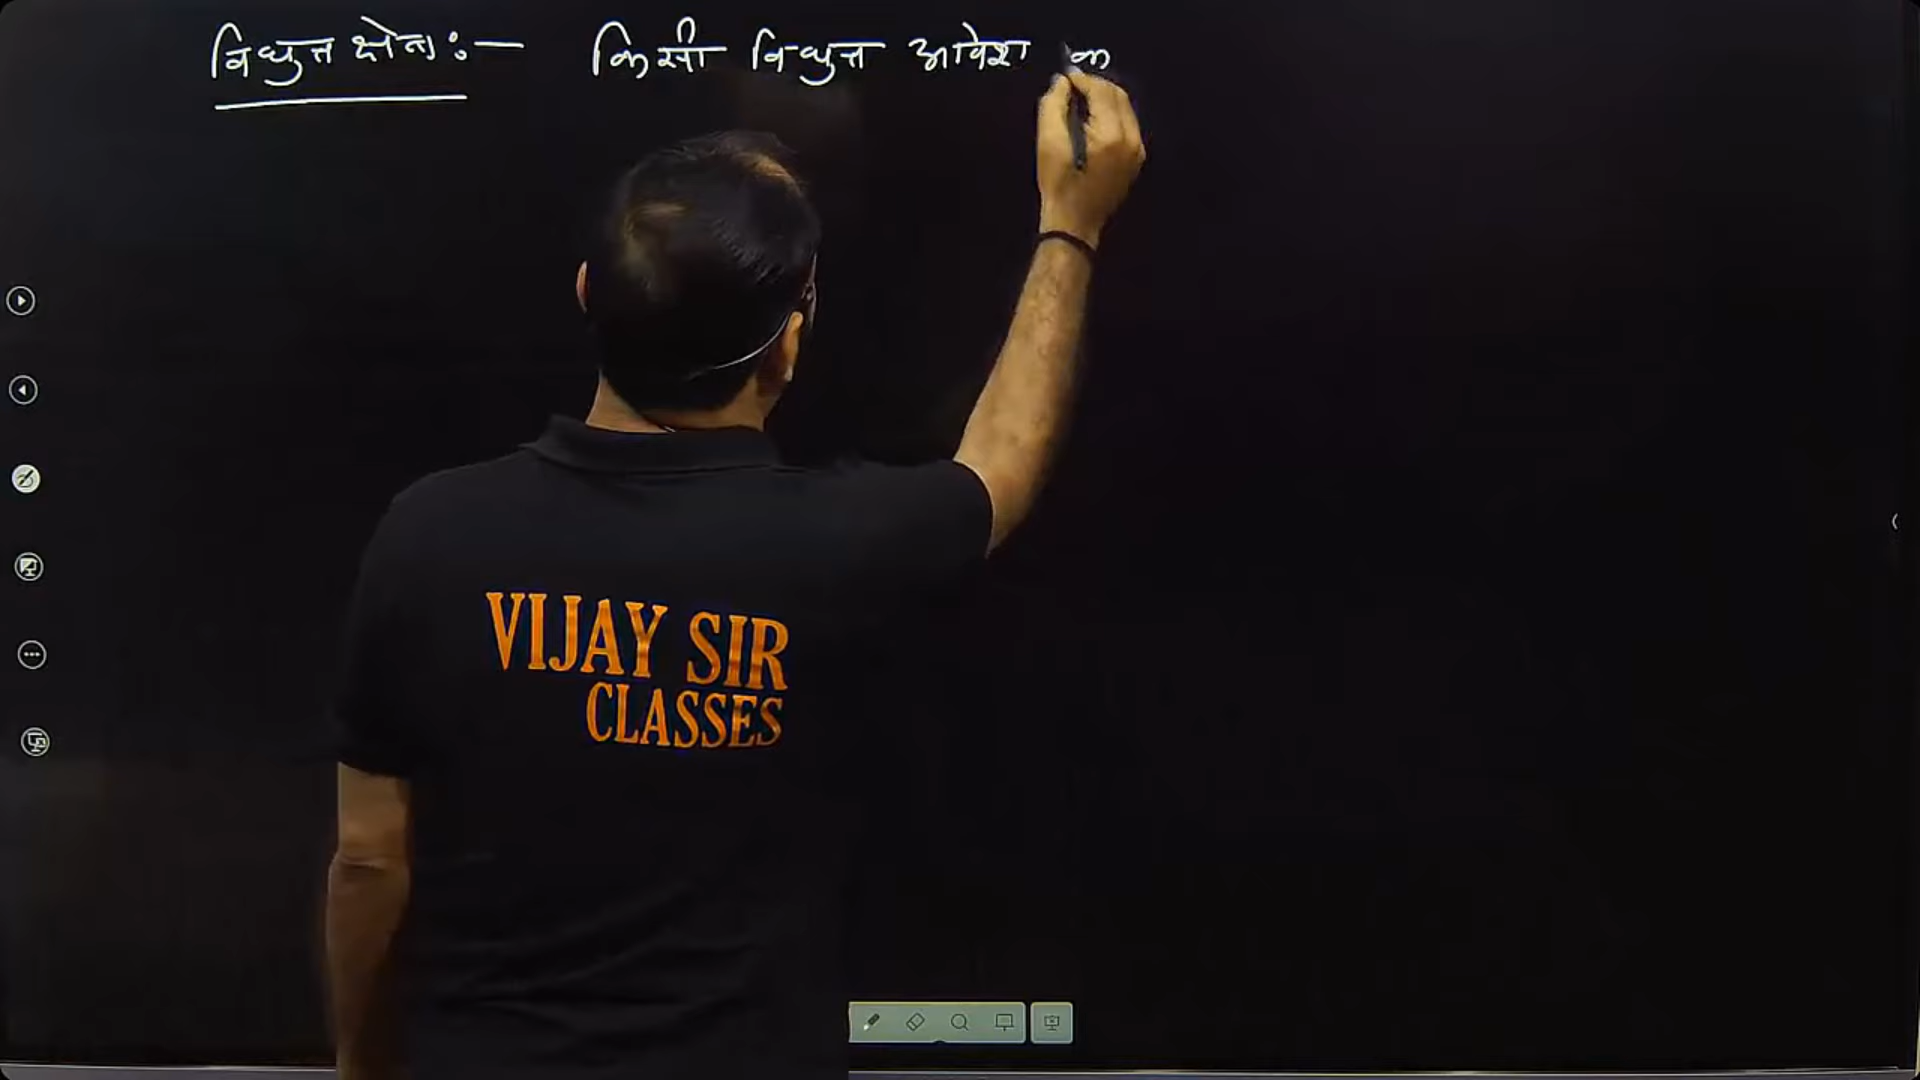 विद्युत क्षेत्र :— किसी विद्युत आवेश क
VIJAY SIR
CLASSES